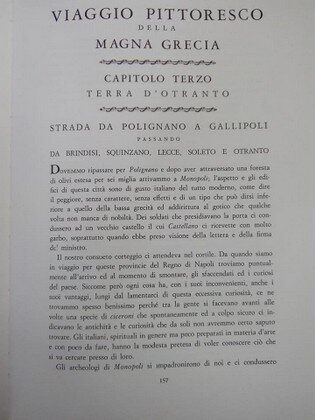 VIAGGIO PITTORESCO
DELLA
MAGNA GRECIA
CAPITOLO TERZO
TERRA D'OTRANTO
STRADA DA POLIGNANO A GALLIPOLI
PASSANDO
DA BRINDISI, SQUINZANO, LECCE, SOLETO E OTRANTO
DOVEMMO ripassare per Polignano e dopo aver attraversato una foresta
di olivi estesa per sei miglia arrivammo a Monopoli, l'aspetto e gli edi-
fici di questa città sono di gusto italiano del tutto moderno, come dire
il peggiore, senza carattere, senza effetti e di un tipo che può dirsi infe-
riore a quello della bassa grecità ed addirittura al gotico che qualche
volta non manca di nobiltà. Dei soldati che presidiavano la porta ci con-
dussero ad un vecchio castello il cui Castellano ci ricevette con molto
garbo, soprattutto quando ebbe preso visione della lettera e della firma
dc' ministro.
Il nostro consueto corteggio ci attendeva nel cortile. Da quando siamo
in viaggio per queste provincie del Regno di Napoli troviamo puntual-
mente all'arrivo ed al momento di smontare, gli sfaccendati ed i curiosi
del paese. Siccome però ogni cosa ha, con i suoi inconvenienti, anche i
suoi vantaggi, lungi dal lamentarci di questa eccessiva curiosità, ce ne
trovammo spesso benissimo perché tra la gente si facevano avanti alle
volte una specie di ciceroni che spontaneamente ed a colpo sicuro ci in-
dicavano le antichità e le curiosità che da soli non avremmo certo saputo
trovare. Gli italiani, spirituali in genere ma poco preparati in materia d'arte
e con poco da fare, hanno la modesta pretesa di voler conoscere ciò che
si va cercare presso di loro.
Gli archeologi di Monopoli si impadronirono di noi e ci condussero
157